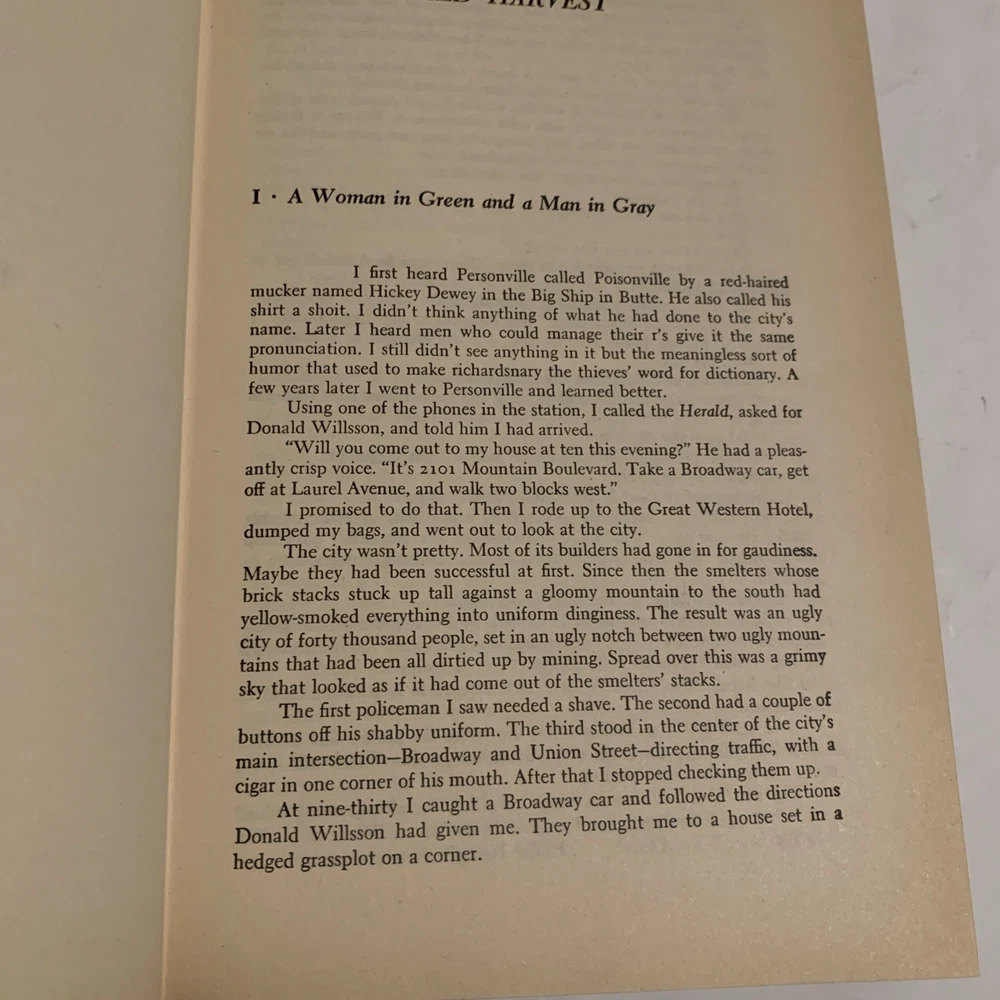 HARVEST
I · A Woman in Green and a Man in Gray
I first heard Personville called Poisonville by a red-haired
mucker named Hickey Dewey in the Big Ship in Butte. He also called his
shirt a shoit. I didn't think anything of what he had done to the city's
name. Later I heard men who could manage their r's give it the same
pronunciation. I still didn't see anything in it but the meaningless sort of
humor that used to make richardsnary the thieves' word for dictionary. A
few years later I went to Personville and learned better.
Using one of the phones in the station, I called the Herald, asked for
Donald Willsson, and told him I had arrived.
"Will you come out to my house at ten this evening?" He had a pleas-
antly crisp voice. "It's 2101 Mountain Boulevard. Take a Broadway car, get
off at Laurel Avenue, and walk two blocks west."
I promised to do that. Then I rode up to the Great Western Hotel,
dumped my bags, and went out to look at the city.
The city wasn't pretty. Most of its builders had gone in for gaudiness.
Maybe they had been successful at first. Since then the smelters whose
brick stacks stuck up tall against a gloomy mountain to the south had
yellow-smoked everything into uniform dinginess. The result was an ugly
city of forty thousand people, set in an ugly notch between two ugly moun-
tains that had been all dirtied up by mining. Spread over this was a grimy
sky that looked as if it had come out of the smelters' stacks.
The first policeman I saw needed a shave. The second had a couple of
buttons off his shabby uniform. The third stood in the center of the city's
main intersection—Broadway and Union Street—directing traffic, with a
cigar in one corner of his mouth. After that I stopped checking them up.
At nine-thirty I caught a Broadway car and followed the directions
Donald Willsson had given me. They brought me to a house set in a
hedged grassplot on a corner.